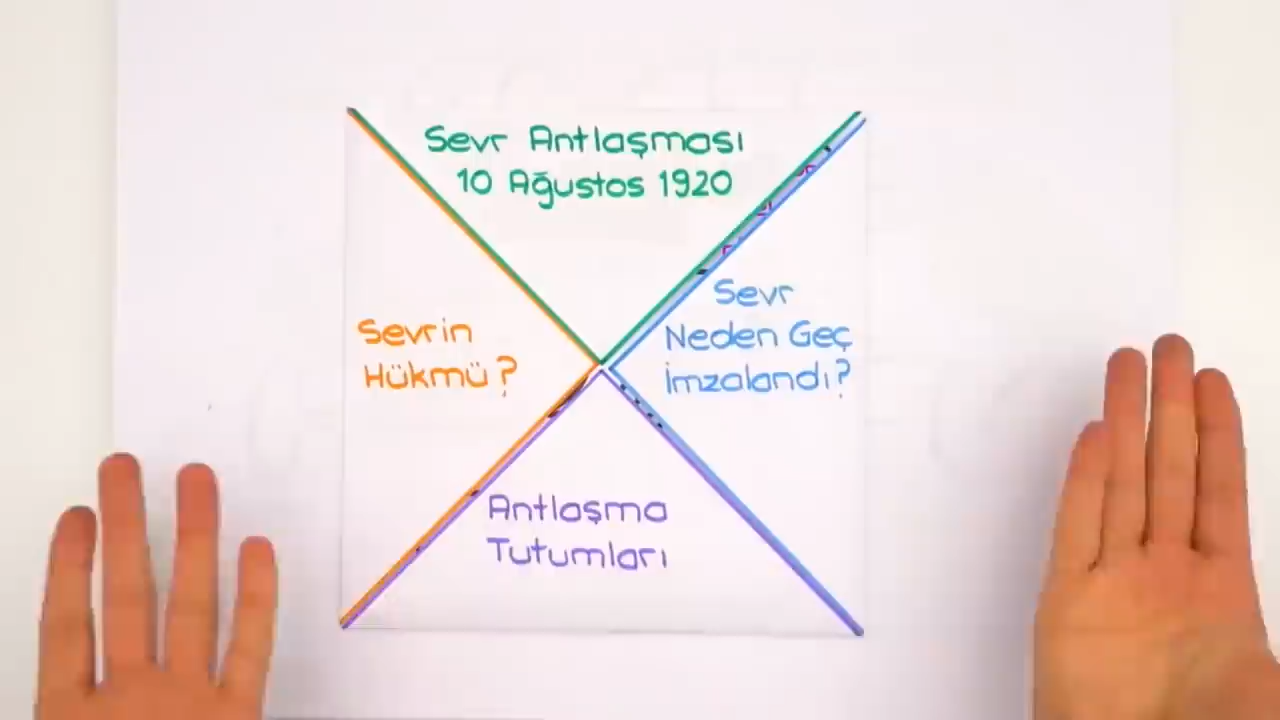 Sevr Antlaşması
10 Ağustos 1920
Sevr
Neden Geç
İmzalandı?
Sevrin
Hükmü?
Antlaşma
Tutumları